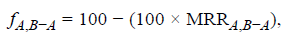 f_{A,B−A} = 100 − (100 × MRR_{A,B−A}),